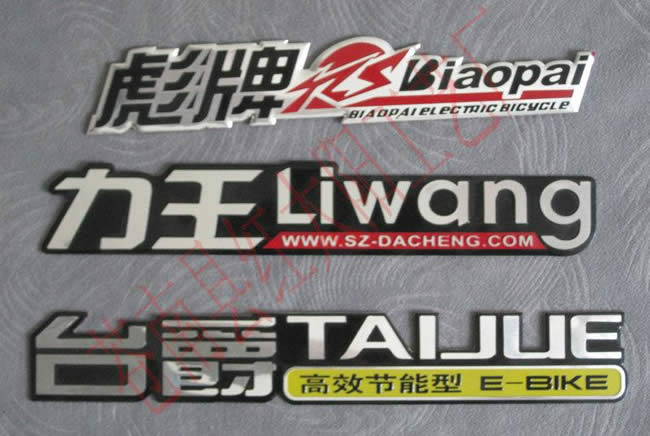 彪牌 RS Biaopai
BIAOPAI ELECTRIC BICYCLE
力王 Liwang
WWW.SZ-DACHENG.COM
台爵 TAIJUE
高效节能型 E-BIKE